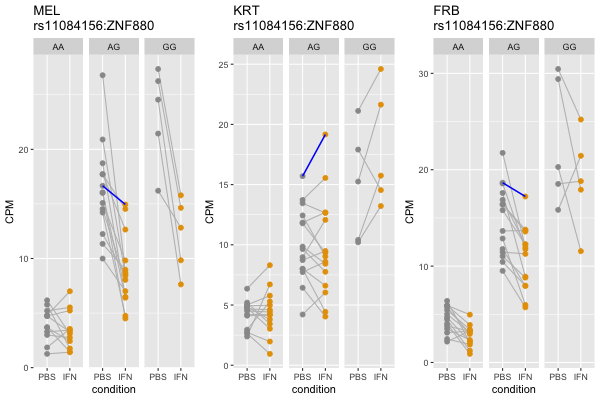 MEL
rs11084156:ZNF880
AA AG GG
20
10
0
CPM
PBS IFN PBS IFN PBS IFN
condition
KRT
rs11084156:ZNF880
AA AG GG
25
20
15
10
5
0
CPM
PBS IFN PBS IFN PBS IFN
condition
FRB
rs11084156:ZNF880
AA AG GG
30
20
10
0
CPM
PBS IFN PBS IFN PBS IFN
condition